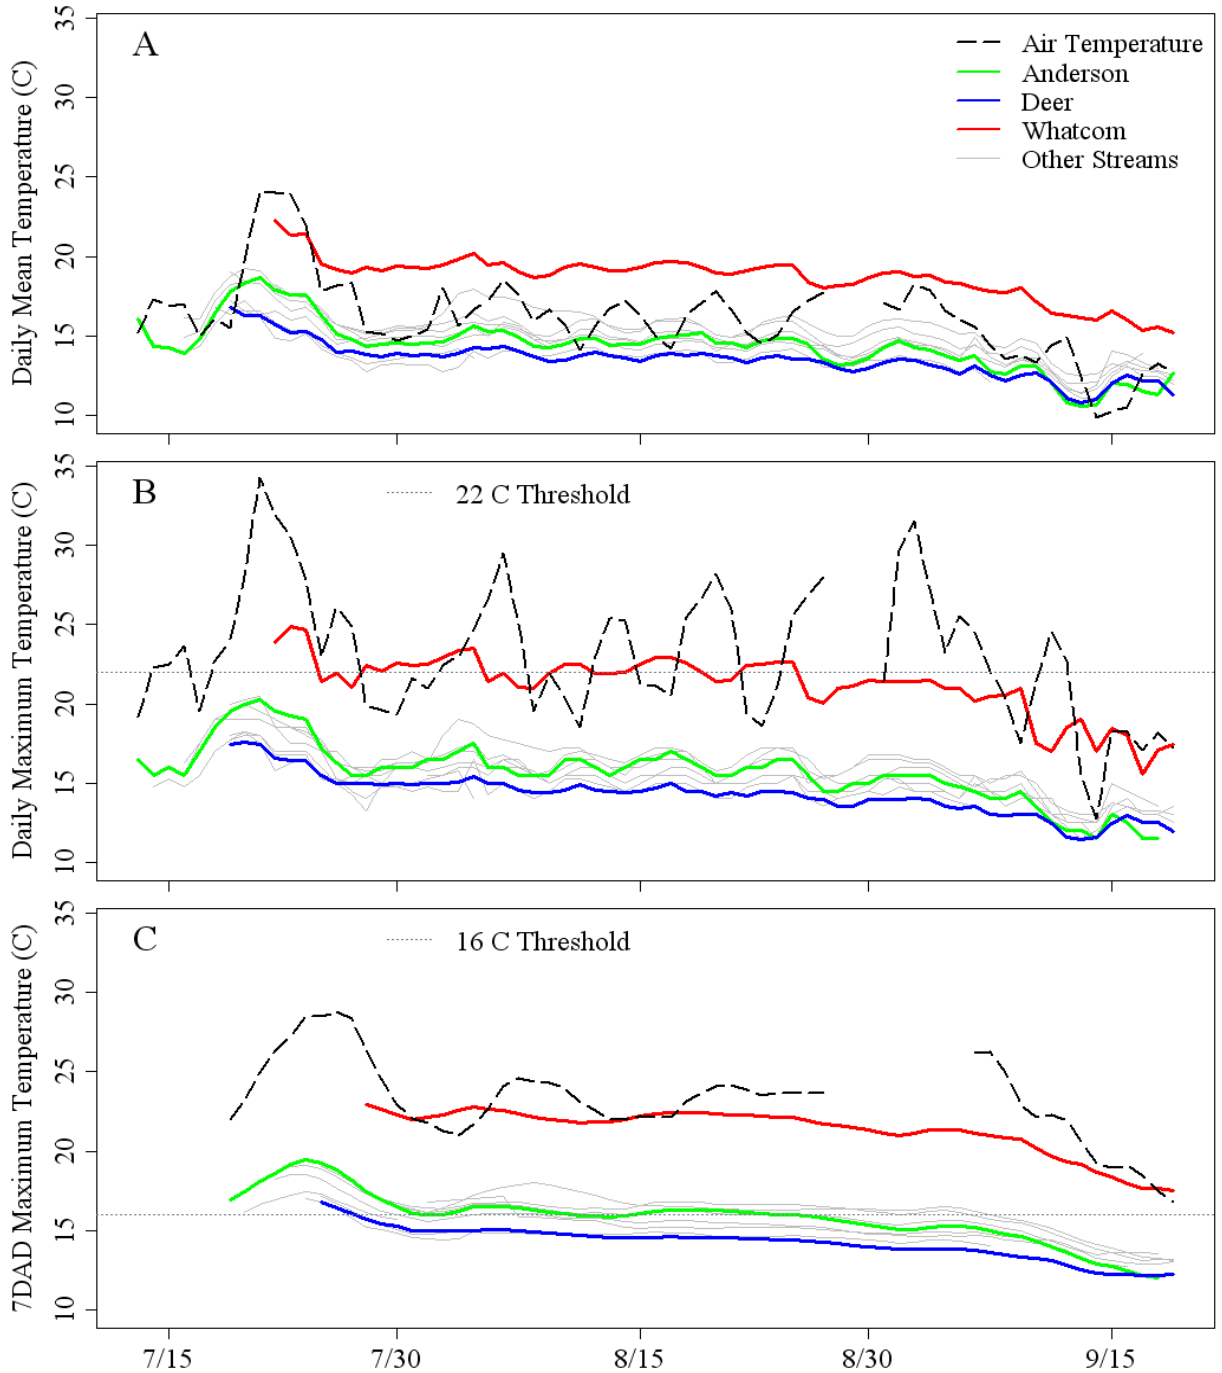 A
Air Temperature
Anderson
Deer
Whatcom
Other Streams
Daily Mean Temperature (C)
35
30
25
20
15
10
B
22 C Threshold
Daily Maximum Temperature (C)
35
30
25
20
15
10
C
16 C Threshold
7DAD Maximum Temperature (C)
35
30
25
20
15
10
7/15 7/30 8/15 8/30 9/15